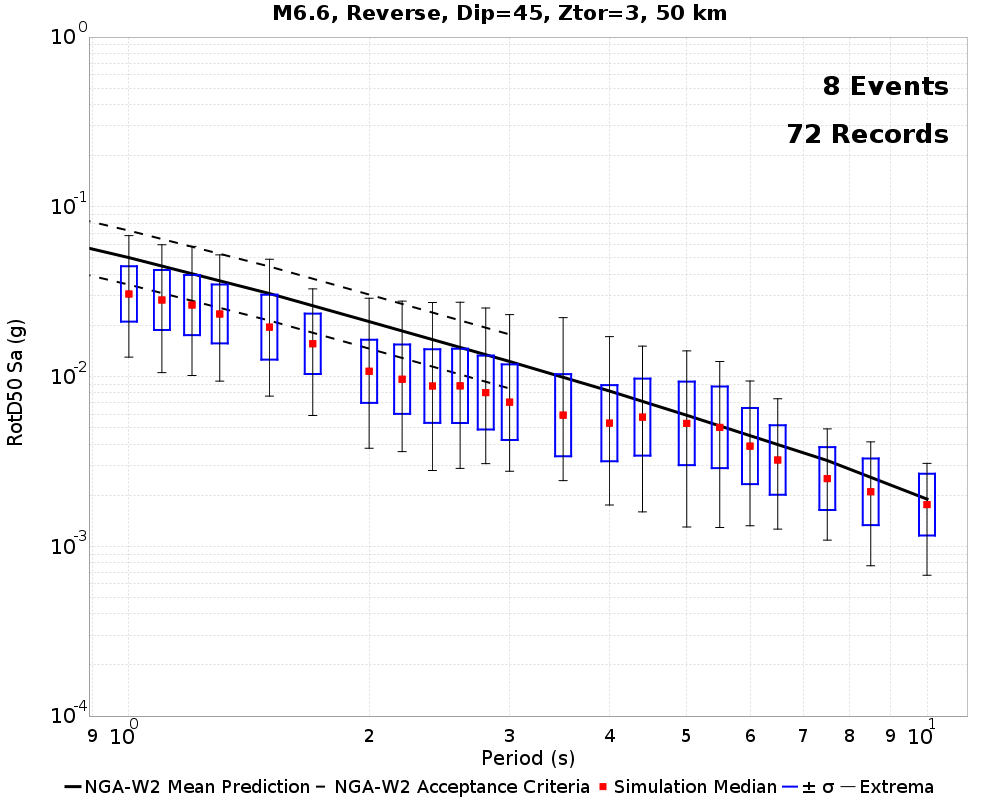 M6.6, Reverse, Dip=45, Ztor=3, 50 km
10^0
8 Events
72 Records
10^-1
10^-2
10^-3
10^-4
RotD50 Sa (g)
9 10^0 2 3 4 5 6 7 8 9 10^1
Period (s)
NGA-W2 Mean Prediction NGA-W2 Acceptance Criteria Simulation Median ± σ Extrema